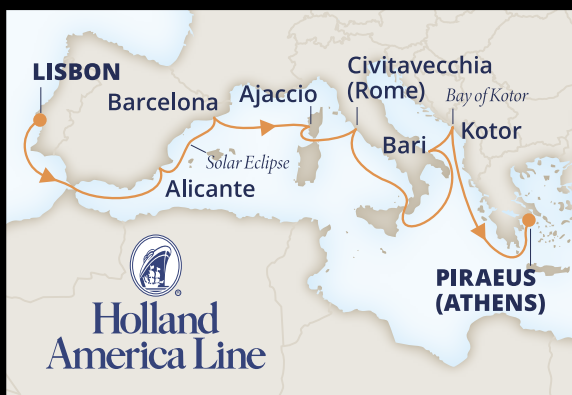 LISBON
Barcelona
Ajaccio
Civitavecchia
(Rome)
Bay of Kotor
Kotor
Bari
Solar Eclipse
Alicante
PIRAEUS
(ATHENS)
Holland
America Line
®